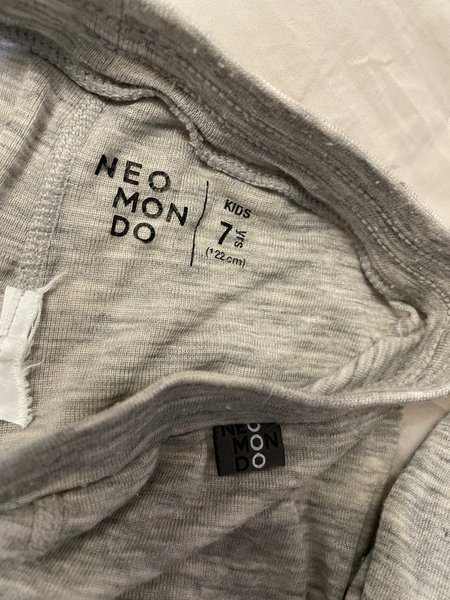 NEO
MON
DO
KIDS
7 YRS
(122 cm)
NEO
MON
DO